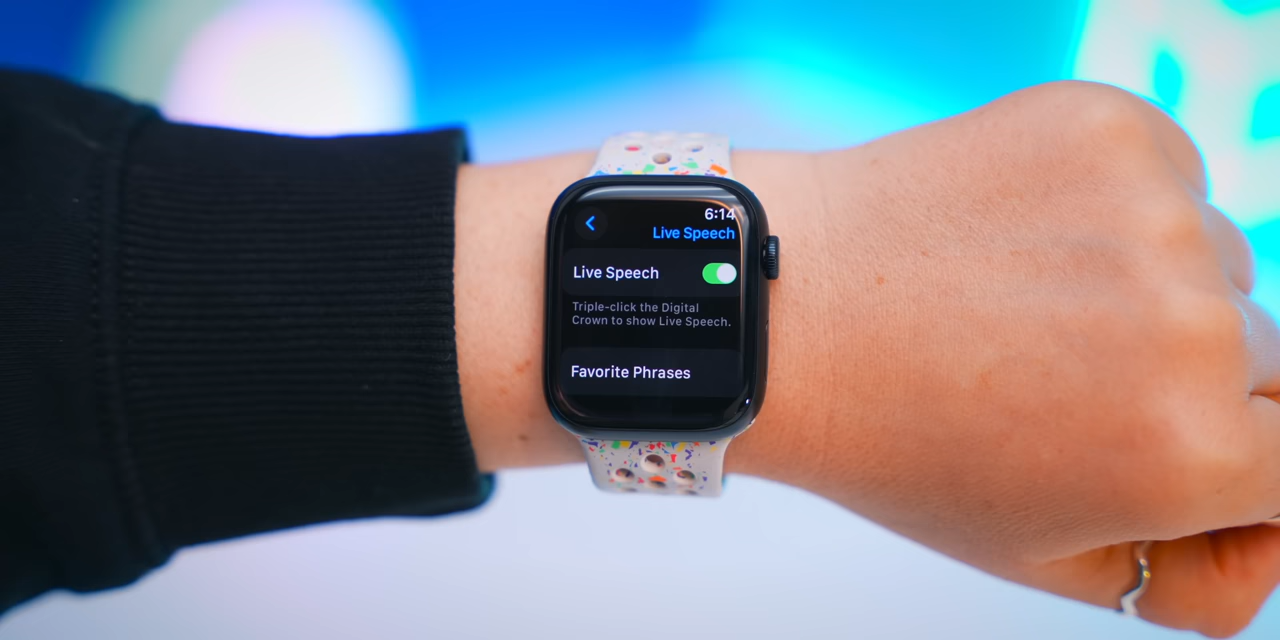 6:14
Live Speech
Live Speech
Triple-click the Digital
Crown to show Live Speech.
Favorite Phrases